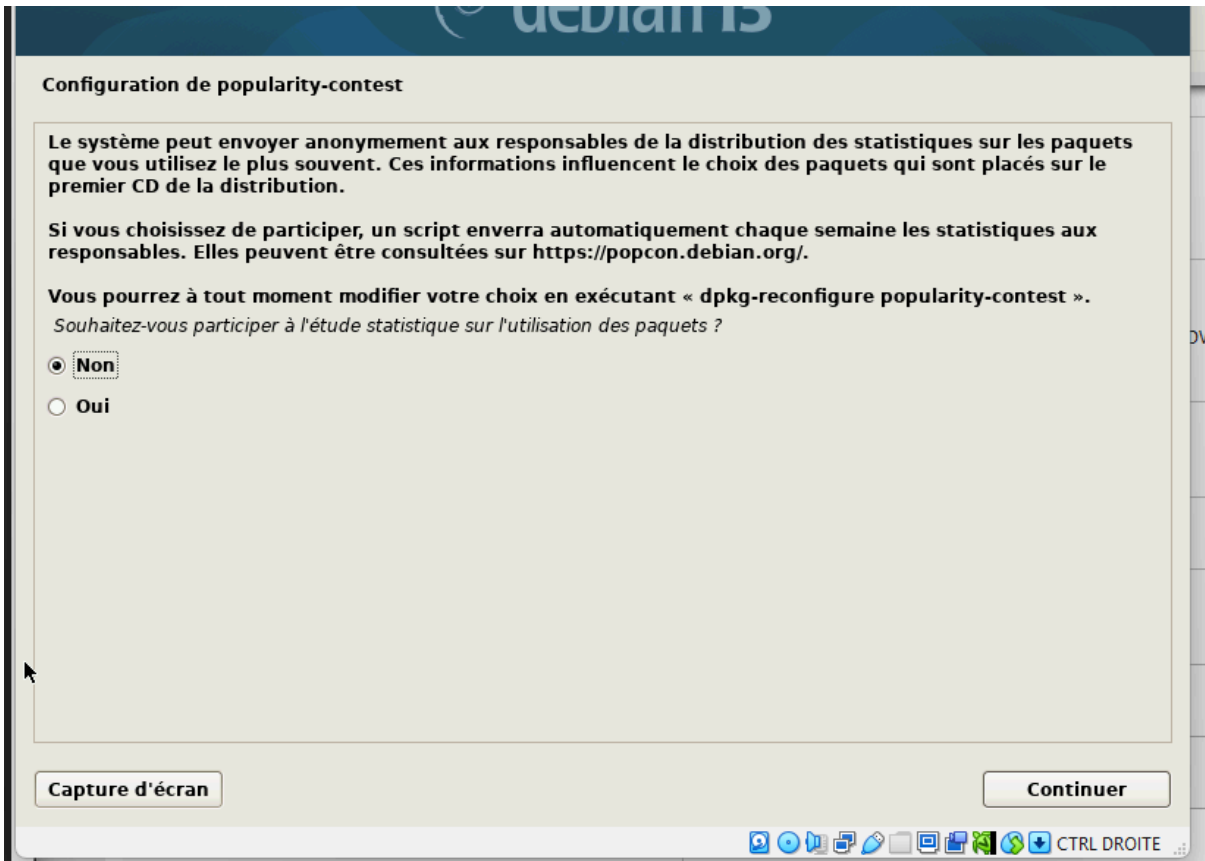 debian 13
Configuration de popularity-contest
Le système peut envoyer anonymement aux responsables de la distribution des statistiques sur les paquets
que vous utilisez le plus souvent. Ces informations influencent le choix des paquets qui sont placés sur le
premier CD de la distribution.
Si vous choisissez de participer, un script enverra automatiquement chaque semaine les statistiques aux
responsables. Elles peuvent être consultées sur https://popcon.debian.org/.
Vous pourrez à tout moment modifier votre choix en exécutant « dpkg-reconfigure popularity-contest ».
Souhaitez-vous participer à l'étude statistique sur l'utilisation des paquets ?
Non
Oui
Capture d'écran
Continuer
CTRL DROITE